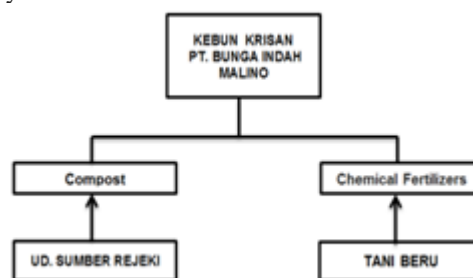 KEBUN KRISAN
PT. BUNGA INDAH
MALINO
Compost
Chemical Fertilizers
UD. SUMBER REJEKI
TANI BERU